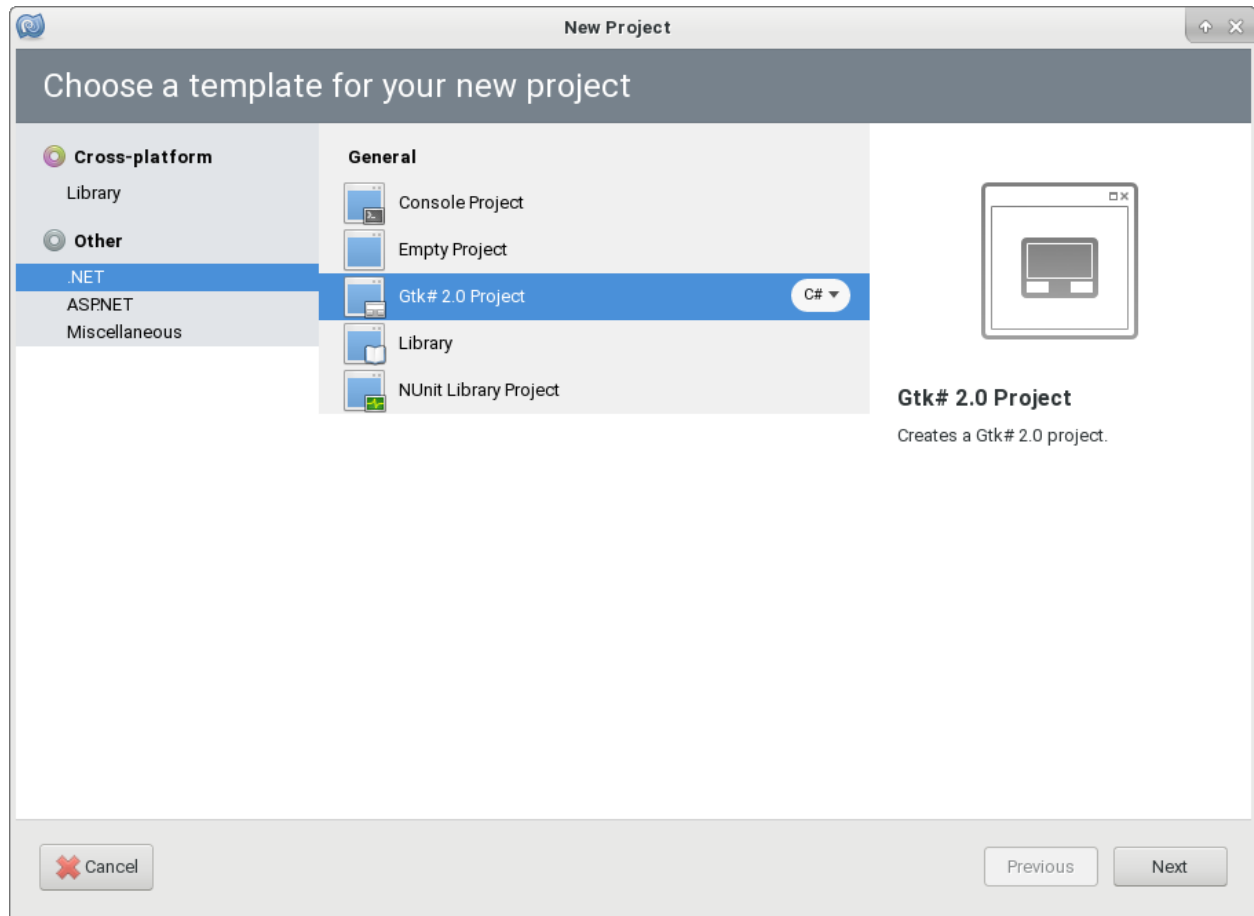 New Project
Choose a template for your new project
Cross-platform
Library
Other
.NET
ASP.NET
Miscellaneous
General
Console Project
Empty Project
Gtk# 2.0 Project
C#
Library
NUnit Library Project
Gtk# 2.0 Project
Creates a Gtk# 2.0 project.
Cancel
Previous
Next